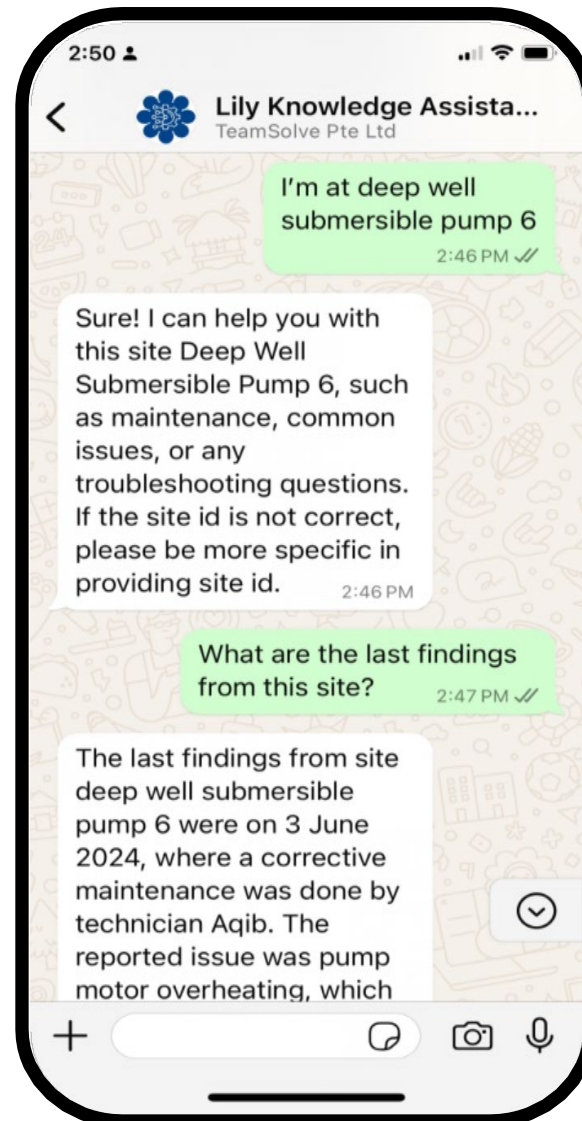 2:50
Lily Knowledge Assista...
TeamSolve Pte Ltd
I’m at deep well
submersible pump 6
2:46 PM
Sure! I can help you with
this site Deep Well
Submersible Pump 6, such
as maintenance, common
issues, or any
troubleshooting questions.
If the site id is not correct,
please be more specific in
providing site id.
2:46 PM
What are the last findings
from this site?
2:47 PM
The last findings from site
deep well submersible
pump 6 were on 3 June
2024, where a corrective
maintenance was done by
technician Aqib. The
reported issue was pump
motor overheating, which